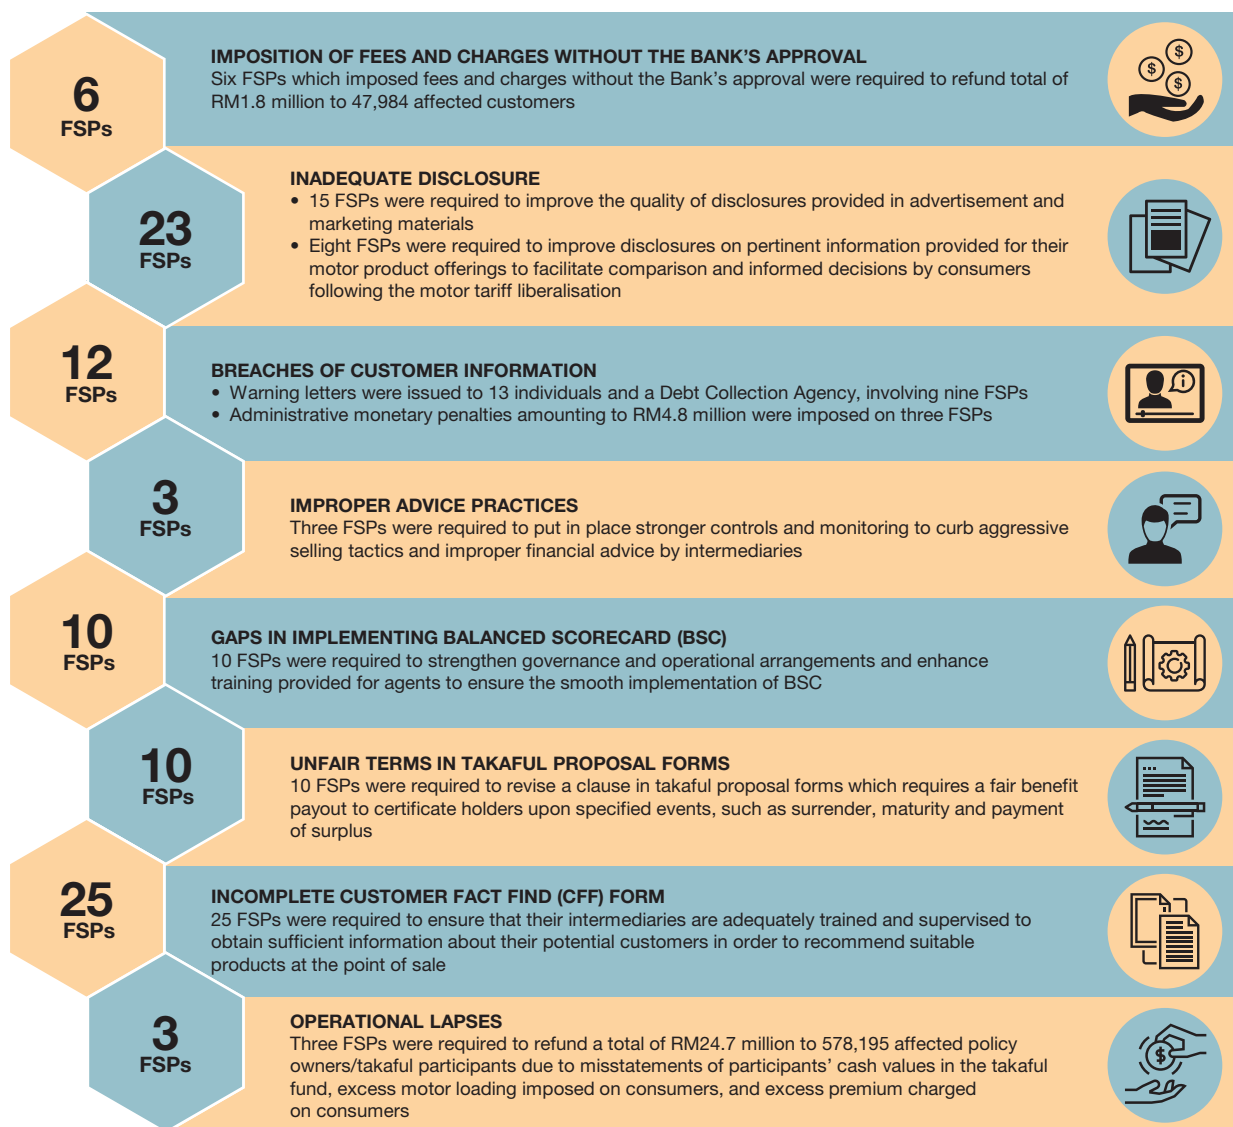 6
FSPs
IMPOSITION OF FEES AND CHARGES WITHOUT THE BANK’S APPROVAL
Six FSPs which imposed fees and charges without the Bank’s approval were required to refund total of
RM1.8 million to 47,984 affected customers
$
$
$
23
FSPs
INADEQUATE DISCLOSURE
• 15 FSPs were required to improve the quality of disclosures provided in advertisement and
marketing materials
• Eight FSPs were required to improve disclosures on pertinent information provided for their
motor product offerings to facilitate comparison and informed decisions by consumers
following the motor tariff liberalisation
12
FSPs
BREACHES OF CUSTOMER INFORMATION
• Warning letters were issued to 13 individuals and a Debt Collection Agency, involving nine FSPs
• Administrative monetary penalties amounting to RM4.8 million were imposed on three FSPs
i
3
FSPs
IMPROPER ADVICE PRACTICES
Three FSPs were required to put in place stronger controls and monitoring to curb aggressive
selling tactics and improper financial advice by intermediaries
10
FSPs
GAPS IN IMPLEMENTING BALANCED SCORECARD (BSC)
10 FSPs were required to strengthen governance and operational arrangements and enhance
training provided for agents to ensure the smooth implementation of BSC
10
FSPs
UNFAIR TERMS IN TAKAFUL PROPOSAL FORMS
10 FSPs were required to revise a clause in takaful proposal forms which requires a fair benefit
payout to certificate holders upon specified events, such as surrender, maturity and payment
of surplus
25
FSPs
INCOMPLETE CUSTOMER FACT FIND (CFF) FORM
25 FSPs were required to ensure that their intermediaries are adequately trained and supervised to
obtain sufficient information about their potential customers in order to recommend suitable
products at the point of sale
3
FSPs
OPERATIONAL LAPSES
Three FSPs were required to refund a total of RM24.7 million to 578,195 affected policy
owners/takaful participants due to misstatements of participants’ cash values in the takaful
fund, excess motor loading imposed on consumers, and excess premium charged
on consumers
$